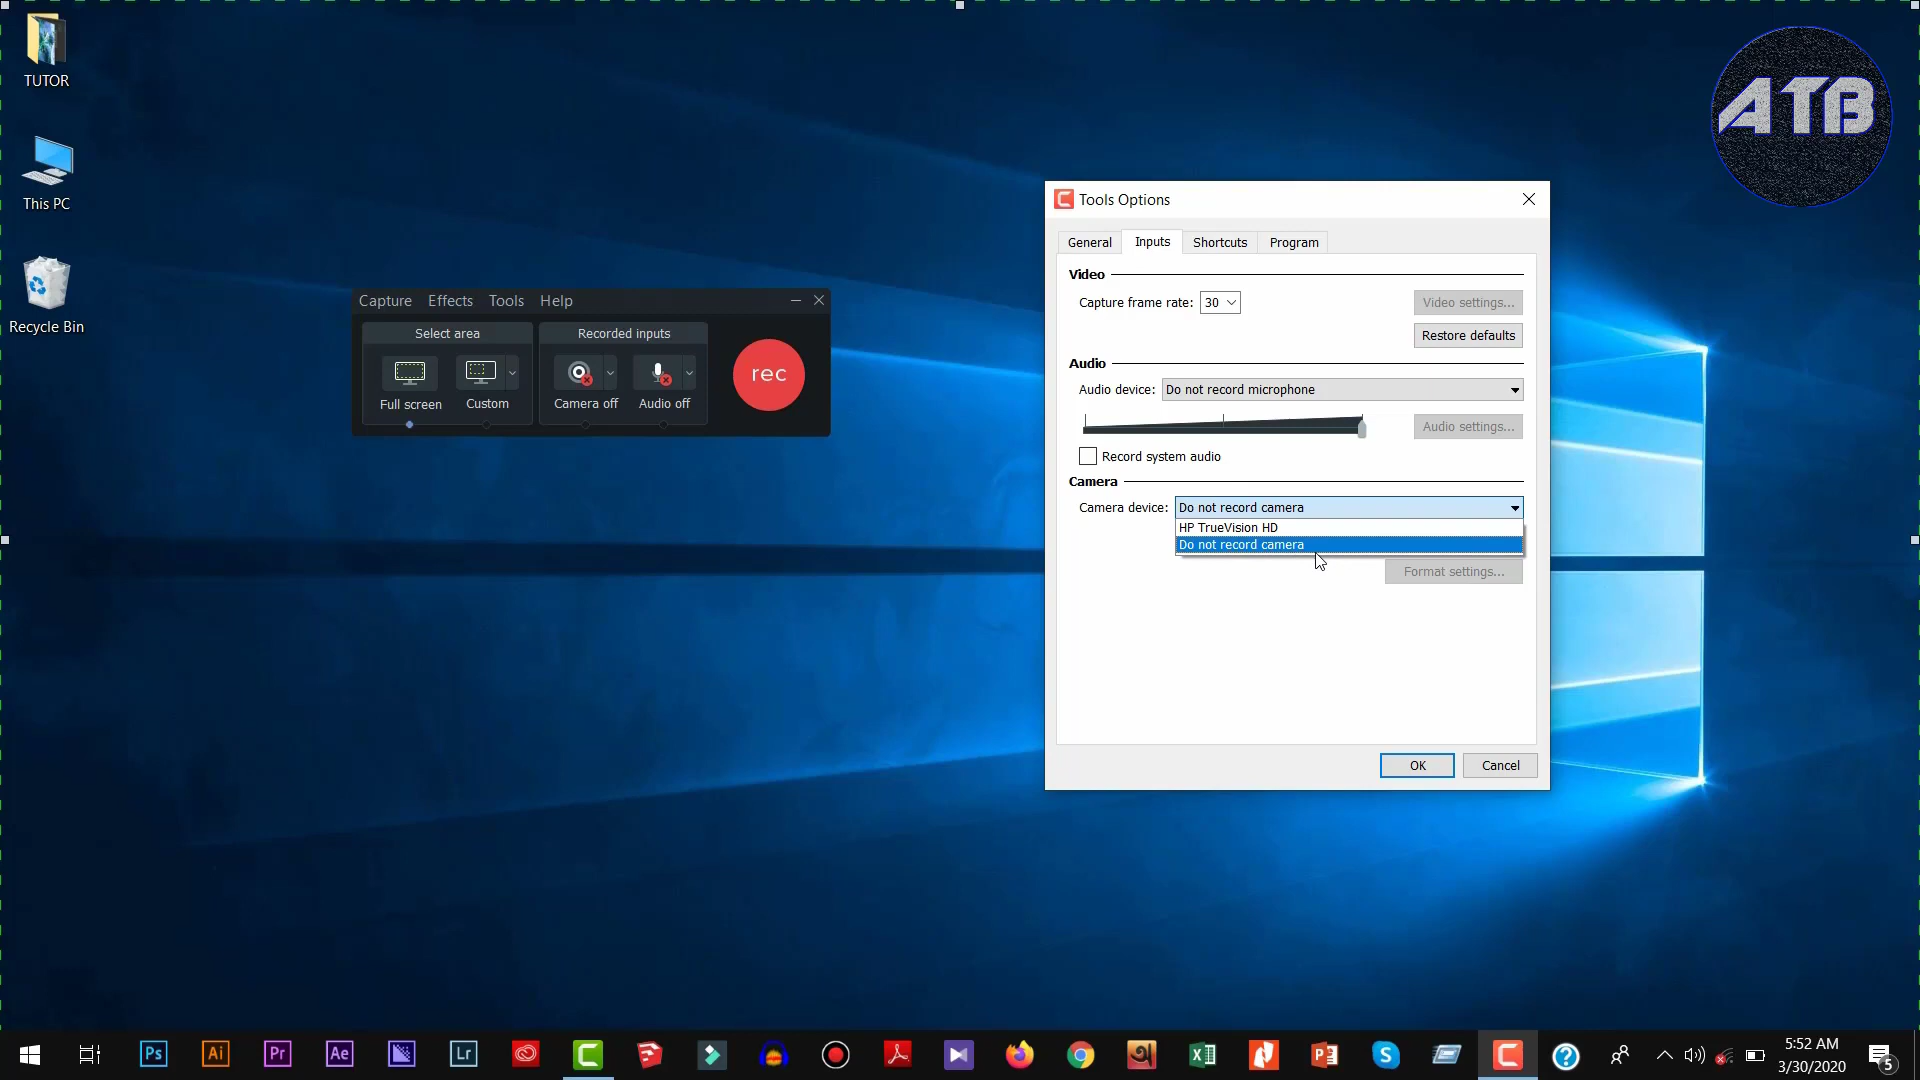 TUTOR
This PC
Recycle Bin
ATB
Capture Effects Tools Help
Select area
Recorded inputs
Full screen
Custom
Camera off
Audio off
rec
Tools Options
General Inputs Shortcuts Program
Video
Capture frame rate: 30
Video settings...
Restore defaults
Audio
Audio device: Do not record microphone
Audio settings...
Record system audio
Camera
Camera device: Do not record camera
HP TrueVision HD
Do not record camera
Format settings...
OK Cancel
Ps Ai Pr Ae Lr
5:52 AM
3/30/2020
5